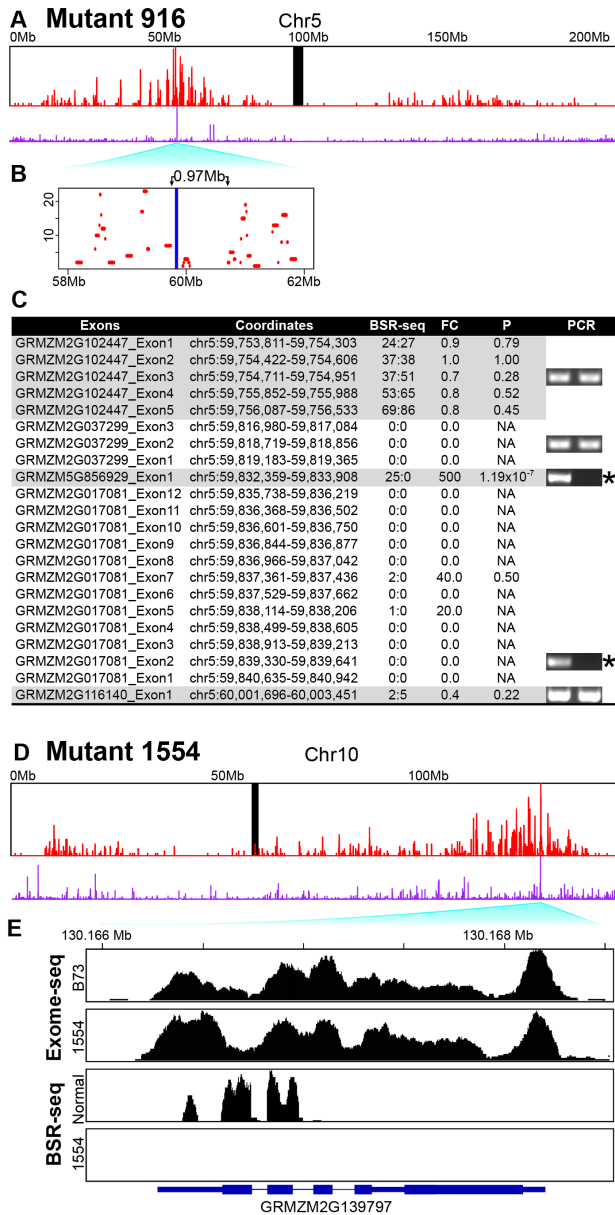 A Mutant 916 Chr5
0Mb 50Mb 100Mb 150Mb 200Mb
B
0.97Mb
20
10
58Mb 60Mb 62Mb
C
Exons Coordinates BSR-seq FC P PCR
GRMZM2G102447_Exon1 chr5:59,753,811-59,754,303 24:27 0.9 0.79
GRMZM2G102447_Exon2 chr5:59,754,422-59,754,606 37:38 1.0 1.00
GRMZM2G102447_Exon3 chr5:59,754,711-59,754,951 37:51 0.7 0.28
GRMZM2G102447_Exon4 chr5:59,755,852-59,755,988 53:65 0.8 0.52
GRMZM2G102447_Exon5 chr5:59,756,087-59,756,533 69:86 0.8 0.45
GRMZM2G037299_Exon3 chr5:59,816,980-59,817,084 0:0 0.0 NA
GRMZM2G037299_Exon2 chr5:59,818,719-59,818,856 0:0 0.0 NA
GRMZM2G037299_Exon1 chr5:59,819,183-59,819,365 0:0 0.0 NA
GRMZM5G856929_Exon1 chr5:59,832,359-59,833,908 25:0 500 1.19x10⁻⁷ *
GRMZM2G017081_Exon12 chr5:59,835,738-59,836,219 0:0 0.0 NA
GRMZM2G017081_Exon11 chr5:59,836,368-59,836,502 0:0 0.0 NA
GRMZM2G017081_Exon10 chr5:59,836,601-59,836,750 0:0 0.0 NA
GRMZM2G017081_Exon9 chr5:59,836,844-59,836,877 0:0 0.0 NA
GRMZM2G017081_Exon8 chr5:59,836,966-59,837,042 0:0 0.0 NA
GRMZM2G017081_Exon7 chr5:59,837,361-59,837,436 2:0 40.0 0.50
GRMZM2G017081_Exon6 chr5:59,837,529-59,837,662 0:0 0.0 NA
GRMZM2G017081_Exon5 chr5:59,838,114-59,838,206 1:0 20.0 NA
GRMZM2G017081_Exon4 chr5:59,838,499-59,838,605 0:0 0.0 NA
GRMZM2G017081_Exon3 chr5:59,838,913-59,839,213 0:0 0.0 NA
GRMZM2G017081_Exon2 chr5:59,839,330-59,839,641 0:0 0.0 NA *
GRMZM2G017081_Exon1 chr5:59,840,635-59,840,942 0:0 0.0 NA
GRMZM2G116140_Exon1 chr5:60,001,696-60,003,451 2:5 0.4 0.22
D Mutant 1554 Chr10
0Mb 50Mb 100Mb
E
130.166 Mb 130.168 Mb
Exome-seq
B73
1554
BSR-seq
Normal
1554
GRMZM2G139797